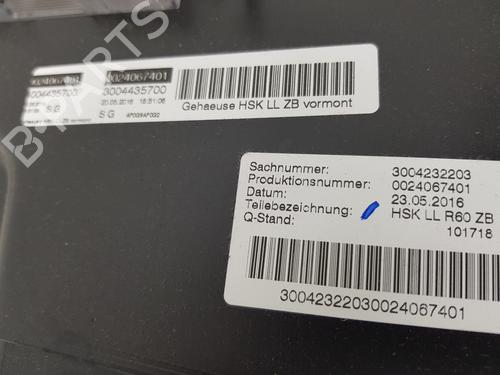 0024067401
3004435700
20.05.2016 15:51:06
SG
SG
Gehaeuse HSK LL ZB vormont
Sachnummer: 3004232203
Produktionsnummer: 0024067401
Datum: 23.05.2016
Teilebezeichnung: HSK LL R60 ZB
Q-Stand: 101718
30042322030024067401
B-PARTS